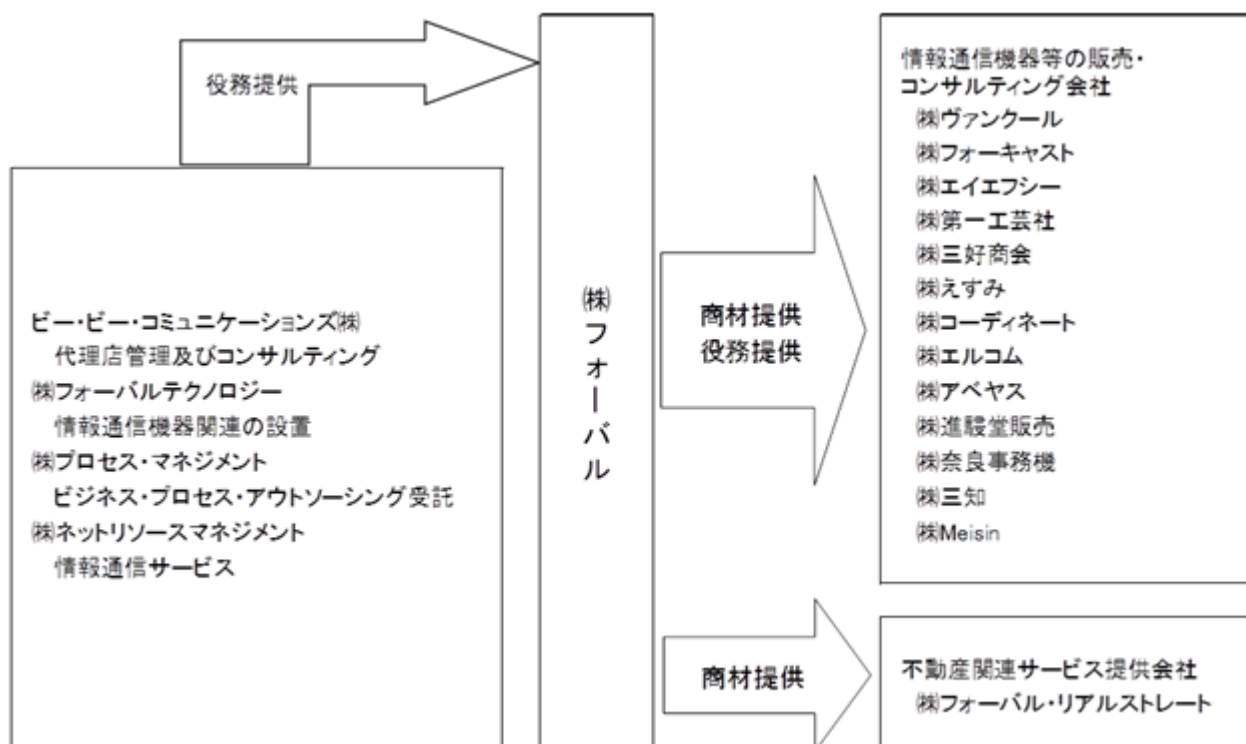 役務提供
ビー・ビー・コミュニケーションズ㈱
代理店管理及びコンサルティング
㈱フォーバルテクノロジー
情報通信機器関連の設置
㈱プロセス・マネジメント
ビジネス・プロセス・アウトソーシング受託
㈱ネットリソースマネジメント
情報通信サービス
㈱フォーバル
商材提供
役務提供
情報通信機器等の販売・
コンサルティング会社
㈱ヴァンクール
㈱フォーキャスト
㈱エイエフシー
㈱第一工芸社
㈱三好商会
㈱えすみ
㈱コーディネート
㈱エルコム
㈱アベヤス
㈱進驥堂販売
㈱奈良事務機
㈱三知
㈱Meisin
商材提供
不動産関連サービス提供会社
㈱フォーバル・リアルストレート